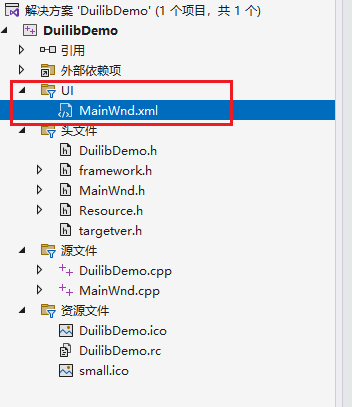 解决方案 'DuilibDemo' (1 个项目，共 1 个)
DuilibDemo
引用
外部依赖项
UI
MainWnd.xml
头文件
DuilibDemo.h
framework.h
MainWnd.h
Resource.h
targetver.h
源文件
DuilibDemo.cpp
MainWnd.cpp
资源文件
DuilibDemo.ico
DuilibDemo.rc
small.ico